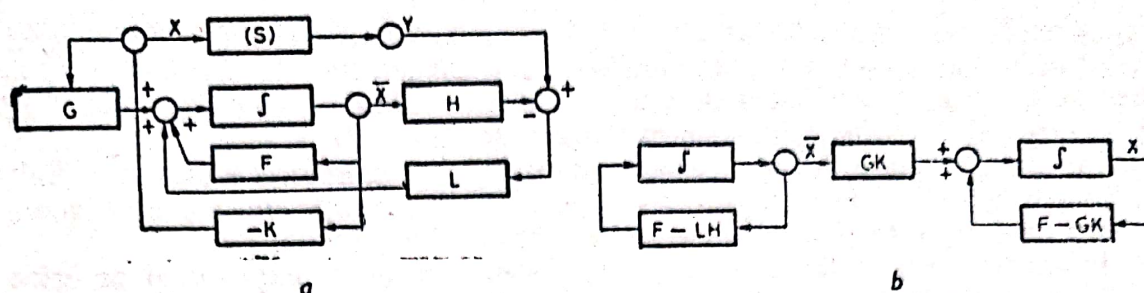 X (S) Y
+
G + + + ∫ X̄ H -
F
L
-K
a
∫ X̄ GK + + ∫ X
F-LH F-GK
b